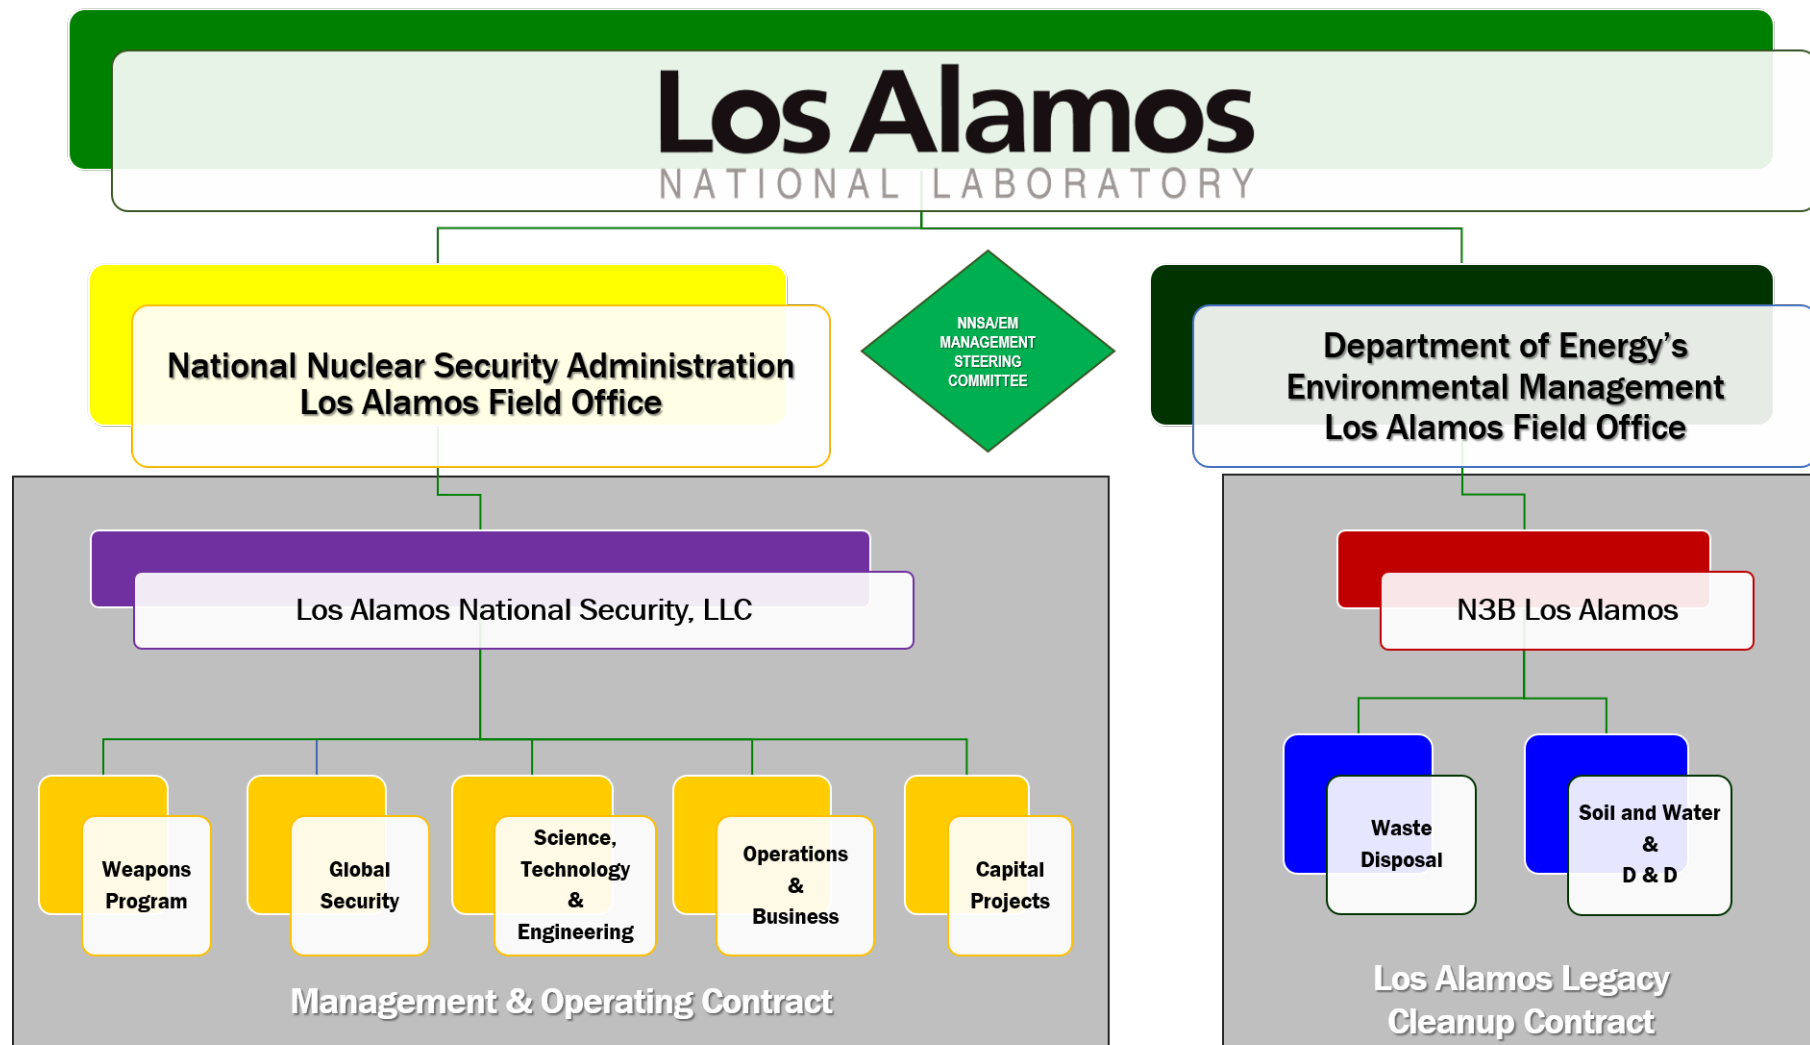 Los Alamos
NATIONAL LABORATORY
National Nuclear Security Administration
Los Alamos Field Office
NNSA/EM
MANAGEMENT
STEERING
COMMITTEE
Department of Energy’s
Environmental Management
Los Alamos Field Office
Los Alamos National Security, LLC
N3B Los Alamos
Weapons
Program
Global
Security
Science,
Technology
&
Engineering
Operations
&
Business
Capital
Projects
Waste
Disposal
Soil and Water
&
D & D
Management & Operating Contract
Los Alamos Legacy
Cleanup Contract